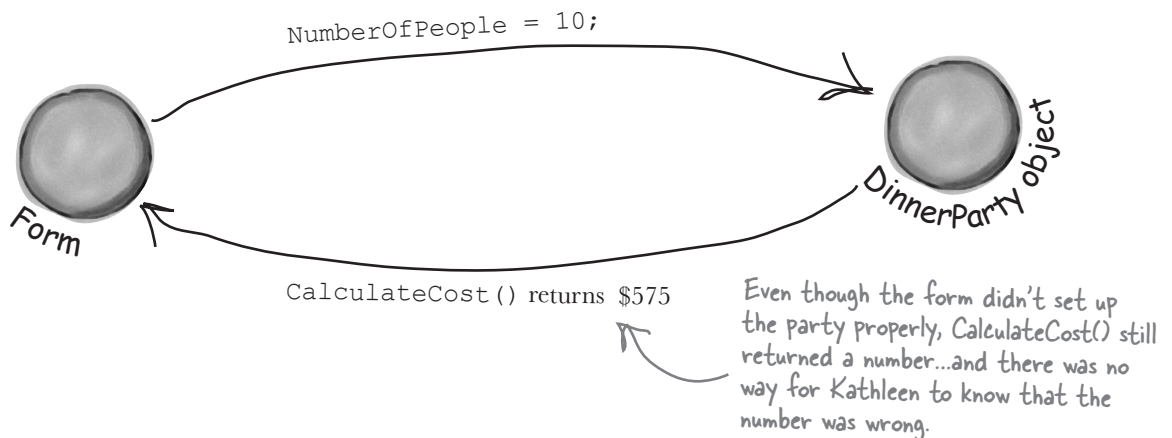 NumberOfPeople = 10;
Form
DinnerParty object
CalculateCost() returns $575
Even though the form didn't set up
the party properly, CalculateCost() still
returned a number...and there was no
way for Kathleen to know that the
number was wrong.